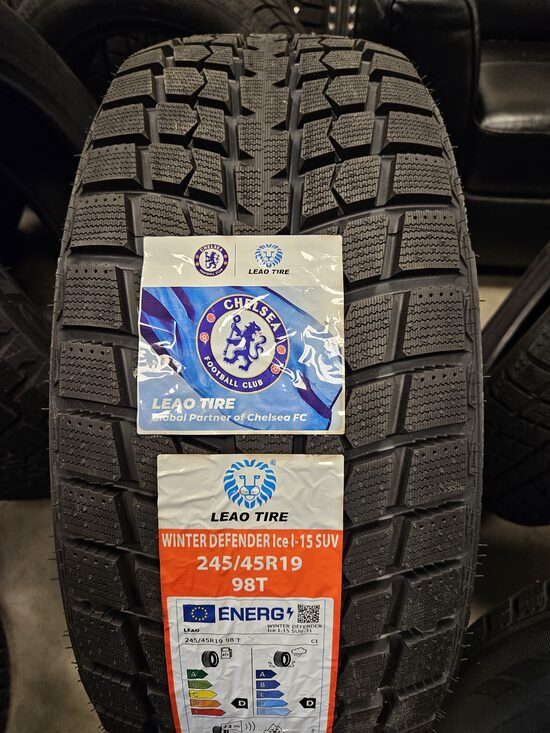 CHELSEA
FOOTBALL CLUB
LEAO TIRE
CHELSEA
FOOTBALL CLUB
LEAO TIRE
Global Partner of Chelsea FC
®
LEAO TIRE
WINTER DEFENDER Ice I-15 SUV
245/45R19
98T
ENERG
LEAO
WINTER DEFENDER
Ice I-15 SUV-31
245/45R19 98 T
C1
A
B
C
D
E
D
A
B
C
D
E
D